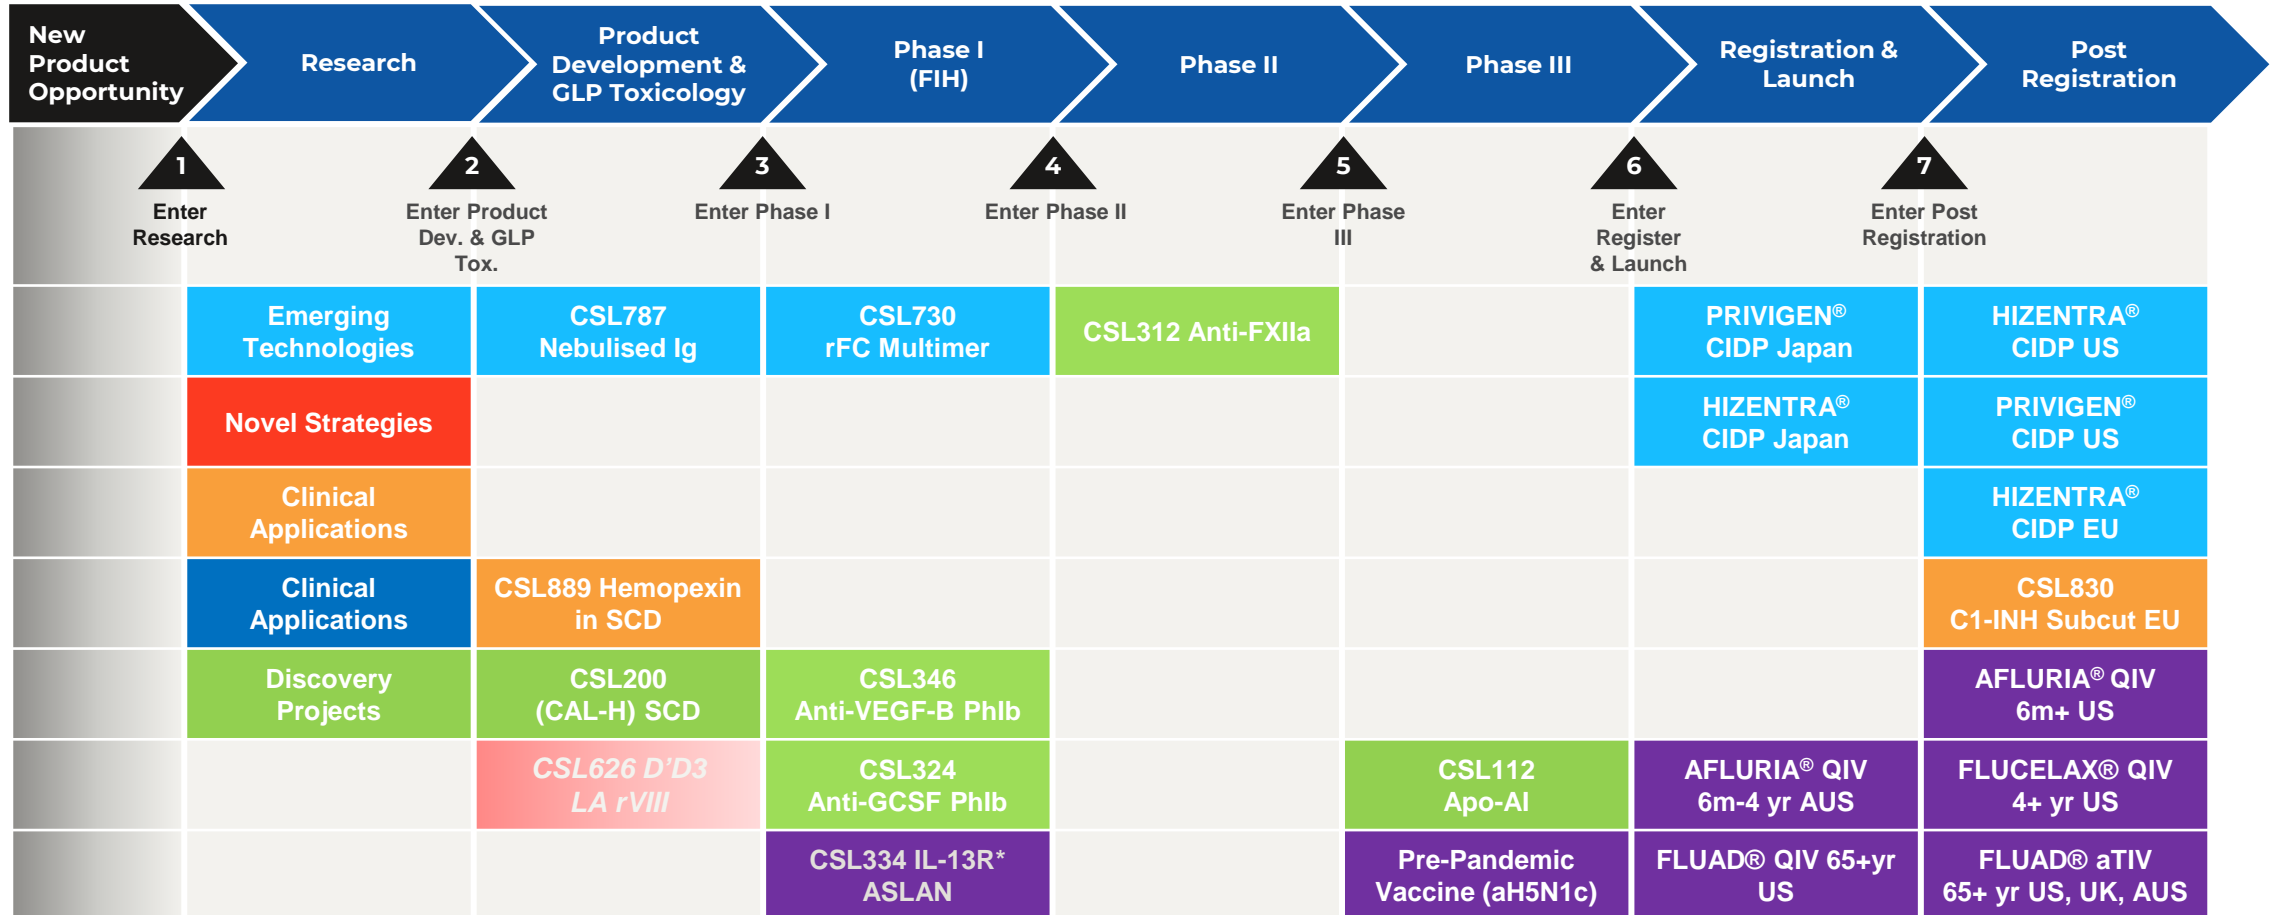 New
Product
Opportunity
Research
Product
Development &
GLP Toxicology
Phase I
(FIH)
Phase II
Phase III
Registration &
Launch
Post
Registration
1
Enter
Research
2
Enter Product
Dev. & GLP
Tox.
3
Enter Phase I
4
Enter Phase II
5
Enter Phase
III
6
Enter
Register
& Launch
7
Enter Post
Registration
Emerging
Technologies
CSL787
Nebulised Ig
CSL730
rFC Multimer
CSL312 Anti-FXIIa
PRIVIGEN®
CIDP Japan
HIZENTRA®
CIDP US
Novel Strategies
HIZENTRA®
CIDP Japan
PRIVIGEN®
CIDP US
Clinical
Applications
HIZENTRA®
CIDP EU
Clinical
Applications
CSL889 Hemopexin
in SCD
CSL830
C1-INH Subcut EU
Discovery
Projects
CSL200
(CAL-H) SCD
CSL346
Anti-VEGF-B PhIb
AFLURIA® QIV
6m+ US
CSL626 D’D3
LA rVIII
CSL324
Anti-GCSF PhIb
CSL112
Apo-AI
AFLURIA® QIV
6m-4 yr AUS
FLUCELAX® QIV
4+ yr US
CSL334 IL-13R*
ASLAN
Pre-Pandemic
Vaccine (aH5N1c)
FLUAD® QIV 65+yr
US
FLUAD® aTIV
65+ yr US, UK, AUS